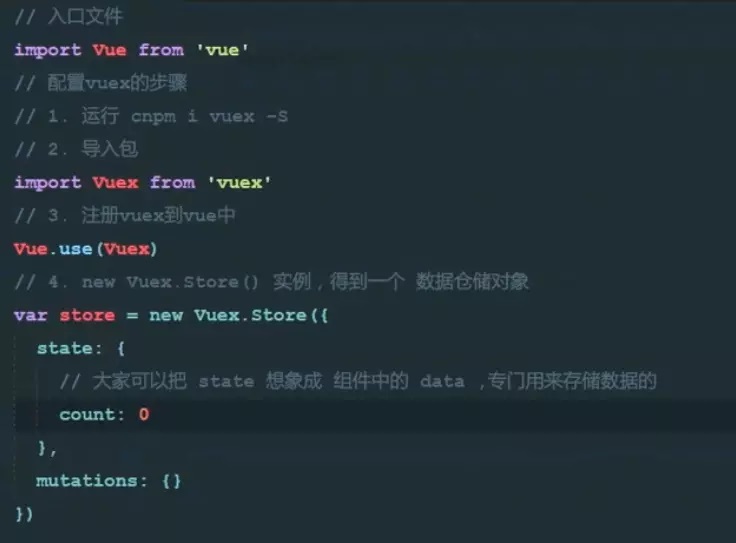 // 入口文件
import Vue from 'vue'
// 配置vuex的步骤
// 1. 运行 cnpm i vuex -S
// 2. 导入包
import Vuex from 'vuex'
// 3. 注册vuex到vue中
Vue.use(Vuex)
// 4. new Vuex.Store() 实例,得到一个 数据仓储对象
var store = new Vuex.Store({
  state: {
    // 大家可以把 state 想象成 组件中的 data ,专门用来存储数据的
    count: 0
  },
  mutations: {}
})